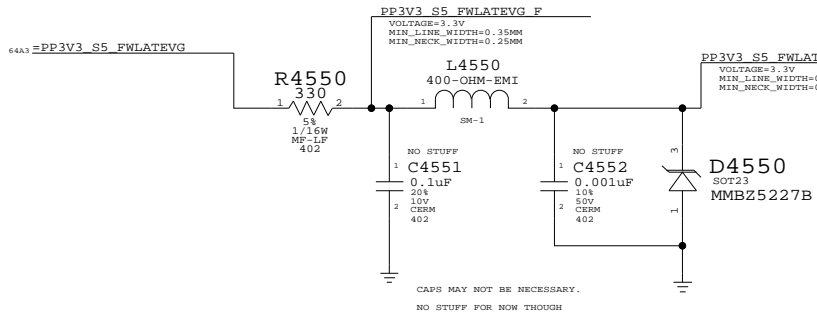 PP3V3_S5_FWLATEVG_F
VOLTAGE=3.3V
MIN_LINE_WIDTH=0.35MM
MIN_NECK_WIDTH=0.25MM
64A3 =PP3V3_S5_FWLATEVG
PP3V3_S5_FWLAT
VOLTAGE=3.3V
MIN_LINE_WIDTH=0
MIN_NECK_WIDTH=0
R4550
330
1 2
5%
1/16W
MF-LF
402
L4550
400-OHM-EMI
1 2
SM-1
NO STUFF
1 C4551
0.1uF
20%
2 10V
CERM
402
NO STUFF
1 C4552
0.001uF
10%
2 50V
CERM
402
3
D4550
SOT23
MMBZ5227B
1
CAPS MAY NOT BE NECESSARY.
NO STUFF FOR NOW THOUGH